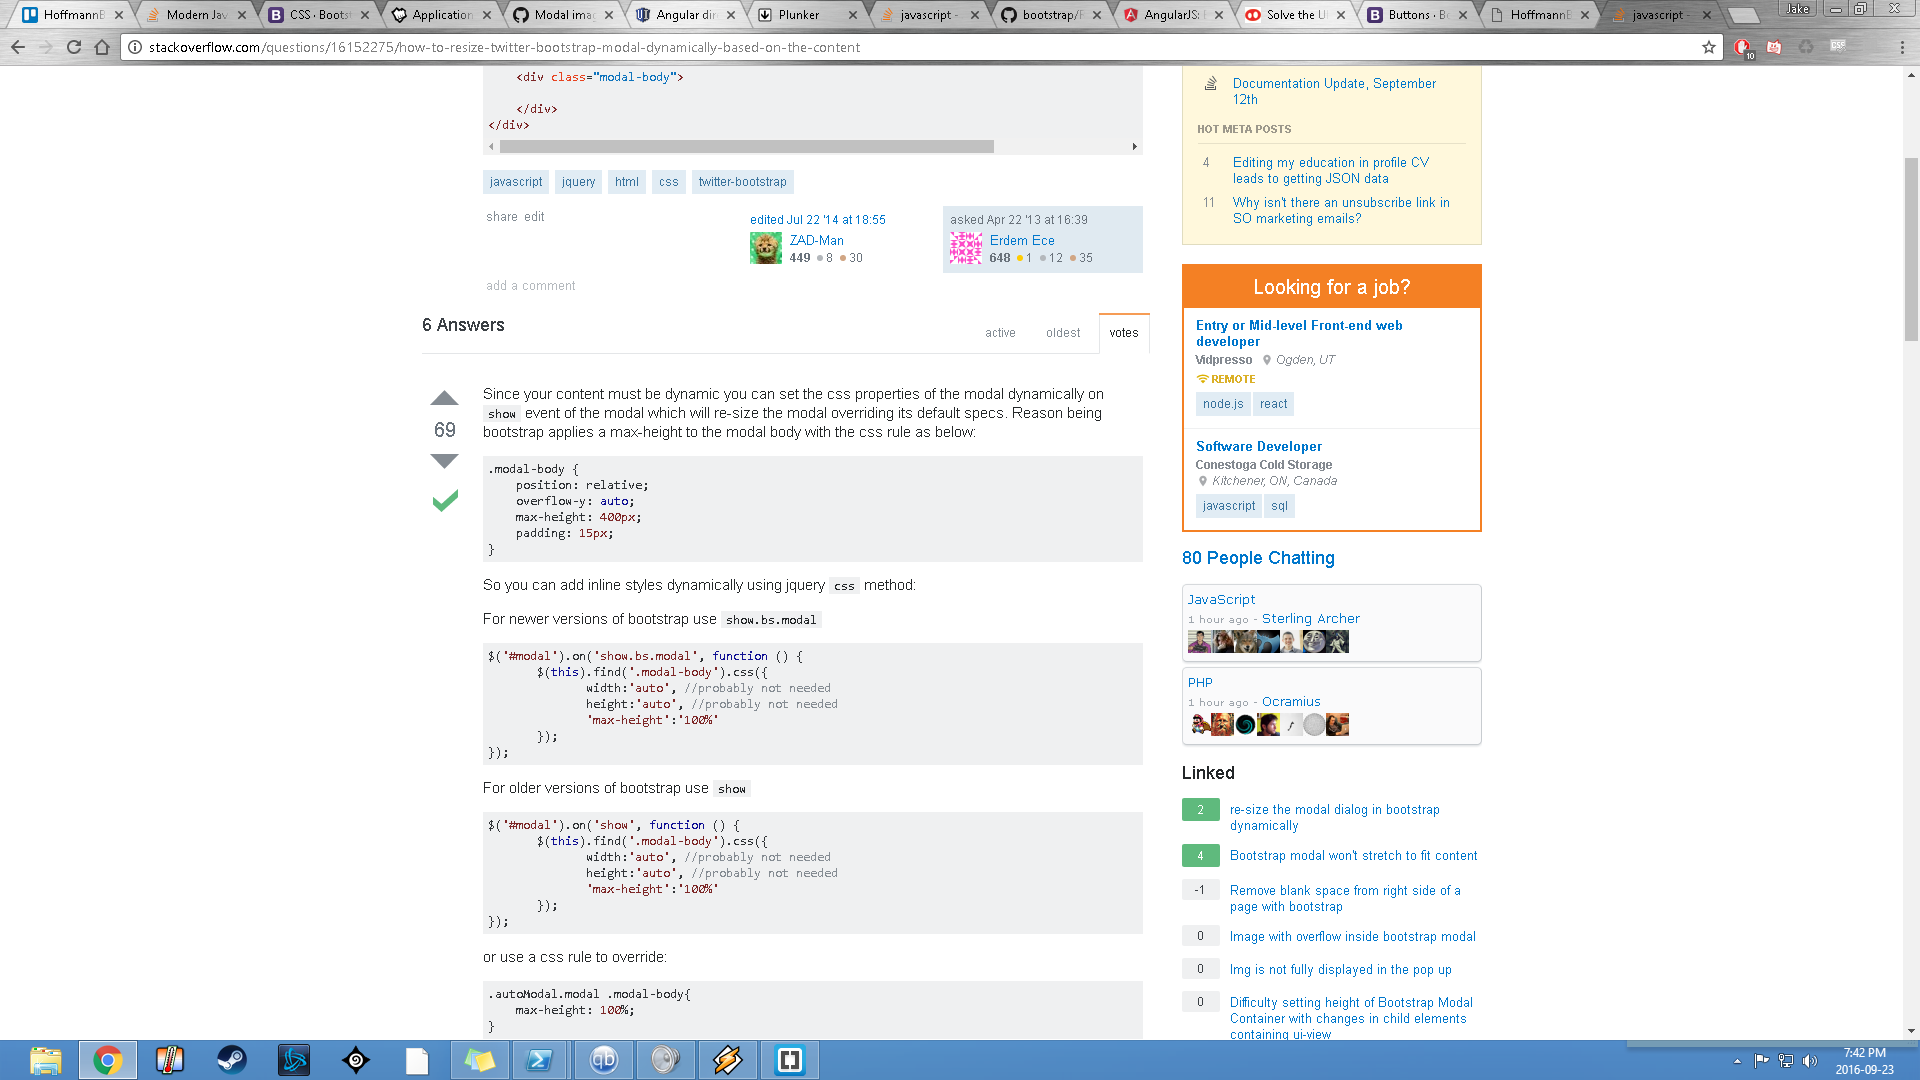 HoffmannB
Modern Jav
CSS · Boots
Application
Modal imag
Angular dir
Plunker
javascript -
bootstrap/R
AngularJS:
Solve the U
Buttons · B
HoffmannB
javascript -
Jake
stackoverflow.com/questions/16152275/how-to-resize-twitter-bootstrap-modal-dynamically-based-on-the-content
10
<div class="modal-body">
</div>
</div>
javascript jquery html css twitter-bootstrap
share edit
edited Jul 22 '14 at 18:55
ZAD-Man
449 8 30
asked Apr 22 '13 at 16:39
Erdem Ece
648 1 12 35
add a comment
6 Answers
active oldest votes
69
Since your content must be dynamic you can set the css properties of the modal dynamically on
show event of the modal which will re-size the modal overriding its default specs. Reason being
bootstrap applies a max-height to the modal body with the css rule as below:
.modal-body {
position: relative;
overflow-y: auto;
max-height: 400px;
padding: 15px;
}
So you can add inline styles dynamically using jquery css method:
For newer versions of bootstrap use show.bs.modal
$('#modal').on('show.bs.modal', function () {
$(this).find('.modal-body').css({
width:'auto', //probably not needed
height:'auto', //probably not needed
'max-height':'100%'
});
});
For older versions of bootstrap use show
$('#modal').on('show', function () {
$(this).find('.modal-body').css({
width:'auto', //probably not needed
height:'auto', //probably not needed
'max-height':'100%'
});
});
or use a css rule to override:
.autoModal.modal .modal-body{
max-height: 100%;
}
Documentation Update, September
12th
HOT META POSTS
4 Editing my education in profile CV
leads to getting JSON data
11 Why isn't there an unsubscribe link in
SO marketing emails?
Looking for a job?
Entry or Mid-level Front-end web
developer
Vidpresso Ogden, UT
REMOTE
node.js react
Software Developer
Conestoga Cold Storage
Kitchener, ON, Canada
javascript sql
80 People Chatting
JavaScript
1 hour ago - Sterling Archer
PHP
1 hour ago - Ocramius
Linked
2 re-size the modal dialog in bootstrap
dynamically
4 Bootstrap modal won't stretch to fit content
-1 Remove blank space from right side of a
page with bootstrap
0 Image with overflow inside bootstrap modal
0 Img is not fully displayed in the pop up
0 Difficulty setting height of Bootstrap Modal
Container with changes in child elements
containing ui-view
qb
7:42 PM
2016-09-23